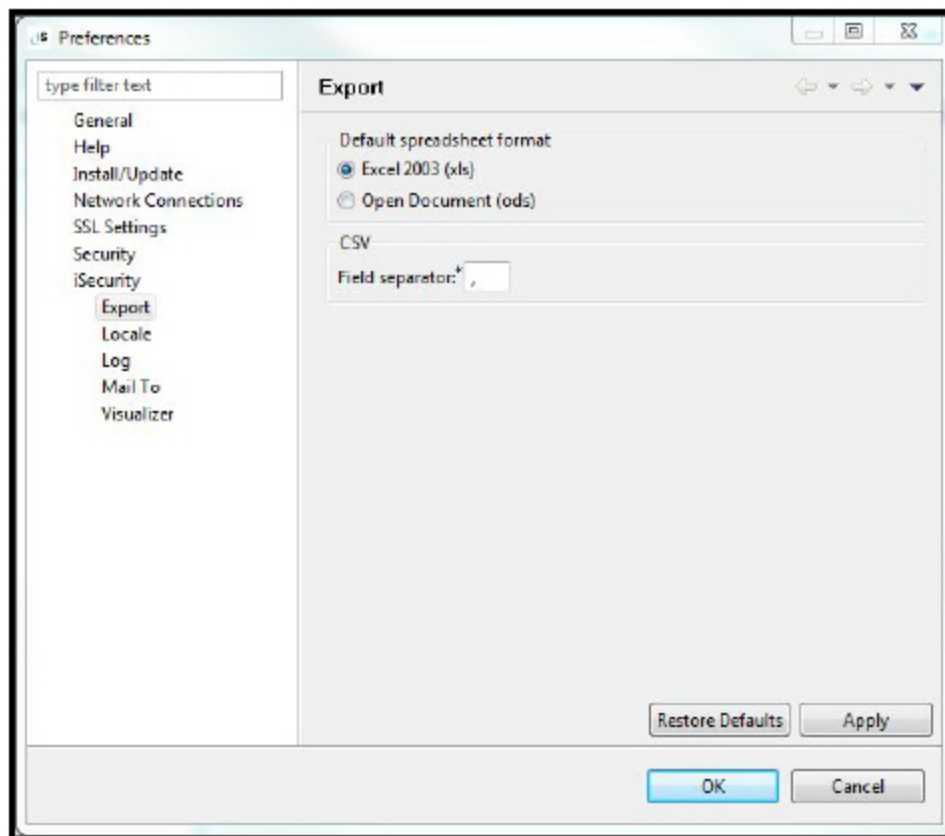 Preferences
type filter text
Export
General
Help
Install/Update
Network Connections
SSL Settings
Security
iSecurity
Export
Locale
Log
Mail To
Visualizer
Default spreadsheet format
Excel 2003 (xls)
Open Document (ods)
CSV
Field separator:* ,
Restore Defaults
Apply
OK
Cancel